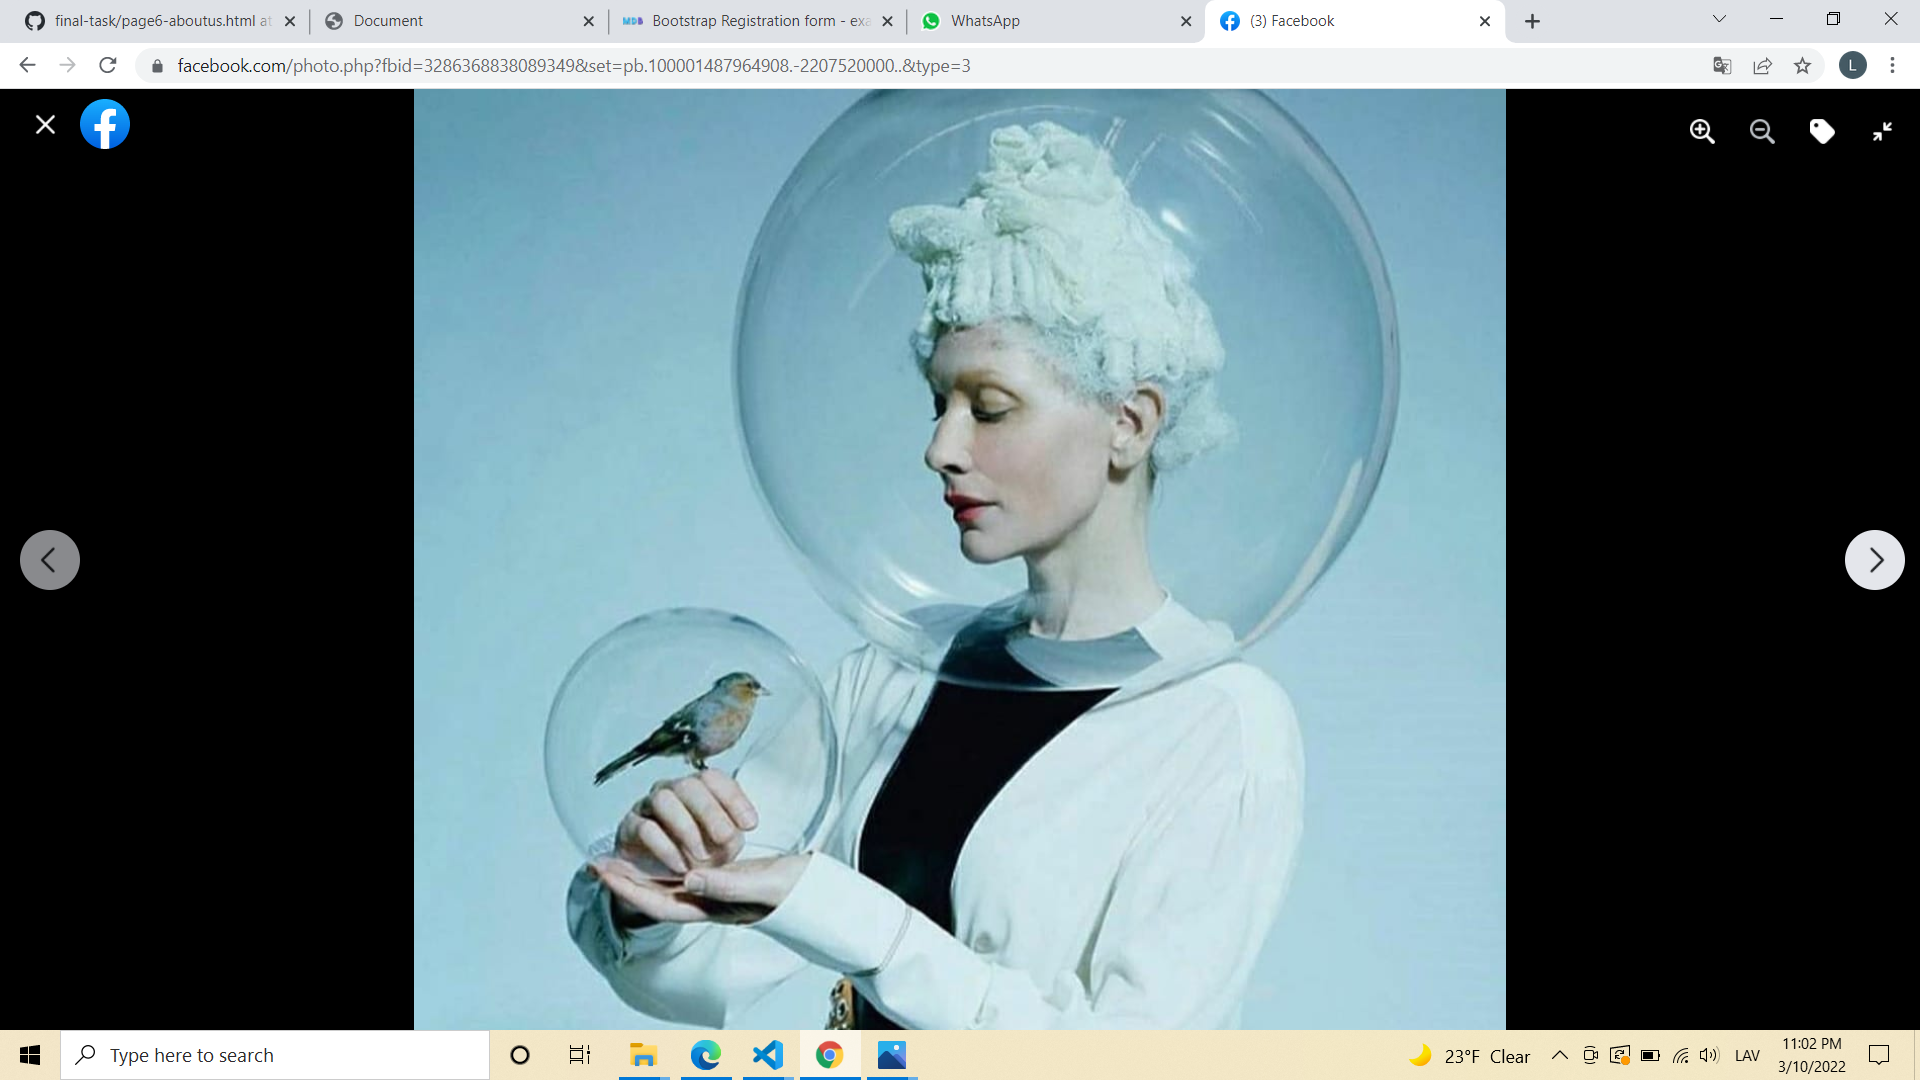 final-task/page6-aboutus.html at
Document
MDB Bootstrap Registration form - exa
WhatsApp
(3) Facebook
facebook.com/photo.php?fbid=3286368838089349&set=pb.100001487964908.-2207520000..&type=3
L
Type here to search
23°F Clear
LAV
11:02 PM
3/10/2022